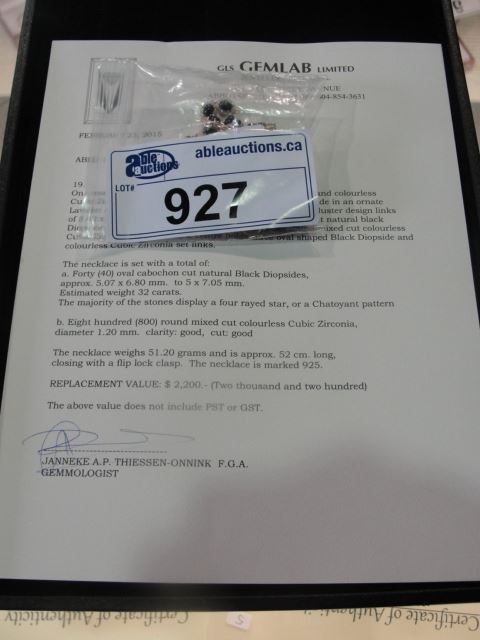 GLS GEMLAB LIMITED
NUE
04-854-3631
FEBRUARY 23, 2015
ABLE
able auctions
ableauctions.ca
LOT#
927
19.
On and colourless
de in an ornate
luster design links
t natural black
mixed cut colourless
oval shaped Black Diopside and
colourless Cubic Zirconia set links.
The necklace is set with a total of:
a. Forty (40) oval cabochon cut natural Black Diopsides,
approx. 5.07 x 6.80 mm. to 5 x 7.05 mm.
Estimated weight 32 carats.
The majority of the stones display a four rayed star, or a Chatoyant pattern
b. Eight hundred (800) round mixed cut colourless Cubic Zirconia,
diameter 1.20 mm. clarity: good, cut: good
The necklace weighs 51.20 grams and is approx. 52 cm. long,
closing with a flip lock clasp. The necklace is marked 925.
REPLACEMENT VALUE: $ 2,200.- (Two thousand and two hundred)
The above value does not include PST or GST.
JANNEKE A.P. THIESSEN-ONNINK F.G.A.
GEMMOLOGIST
Certificate of Authenticity
5
Certificate of Authenti